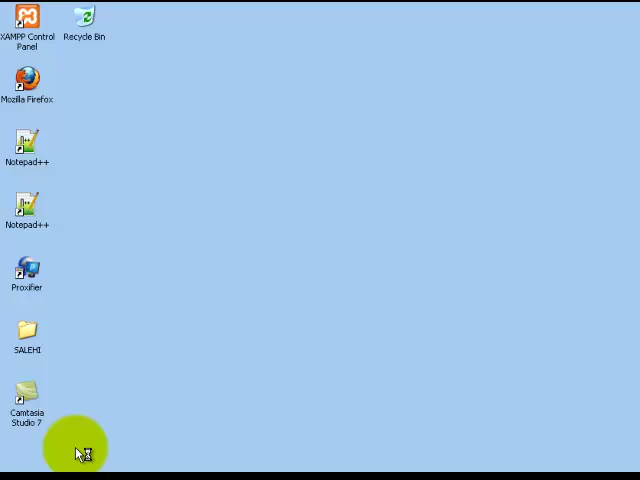 XAMPP Control
Panel
Recycle Bin
Mozilla Firefox
Notepad++
Notepad++
Proxifier
SALEHI
Camtasia
Studio 7